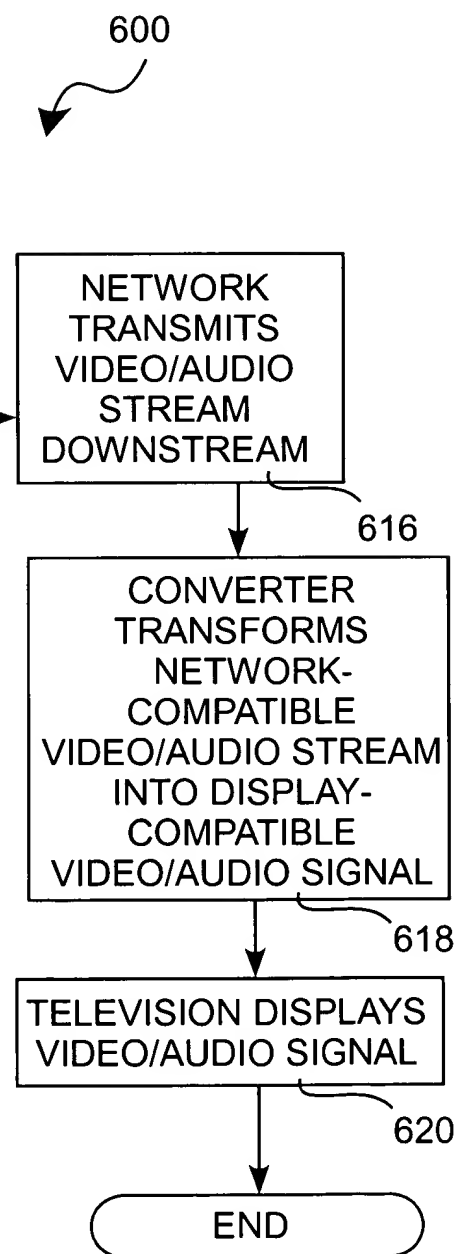 600
NETWORK
TRANSMITS
VIDEO/AUDIO
STREAM
DOWNSTREAM
616
CONVERTER
TRANSFORMS
NETWORK-
COMPATIBLE
VIDEO/AUDIO STREAM
INTO DISPLAY-
COMPATIBLE
VIDEO/AUDIO SIGNAL
618
TELEVISION DISPLAYS
VIDEO/AUDIO SIGNAL
620
END